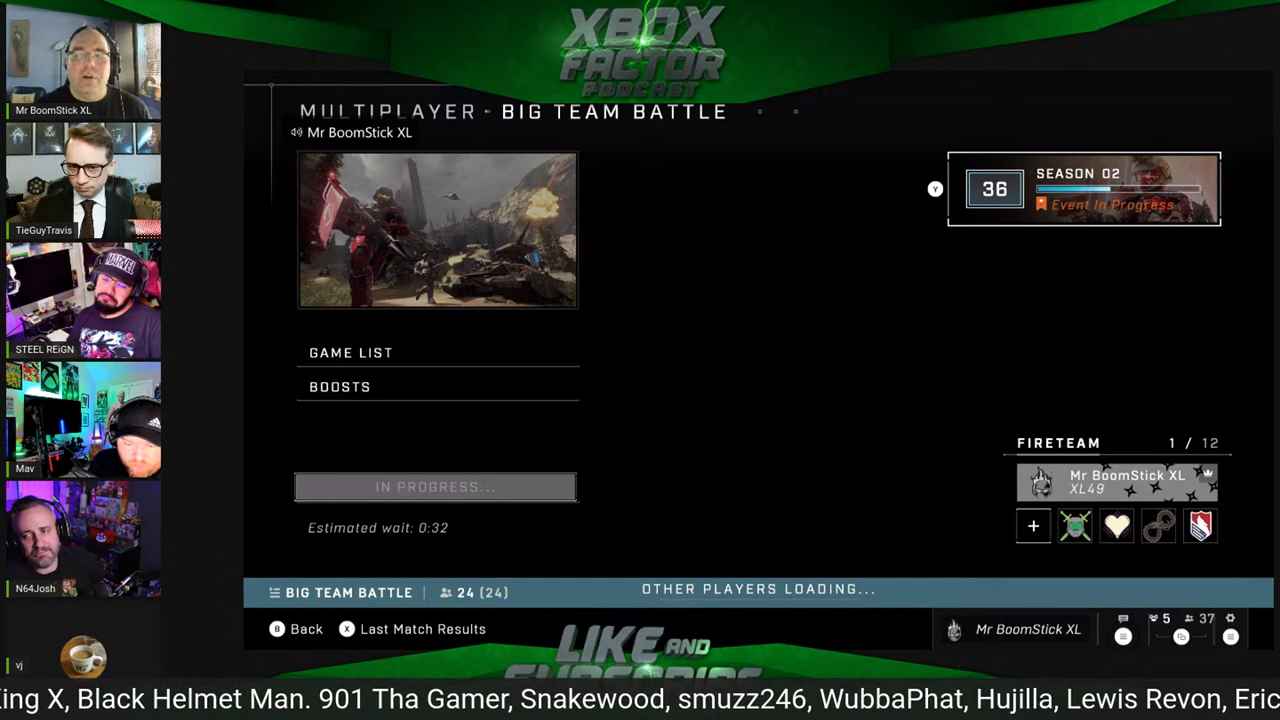 XBOX
FACTOR
PODCAST
MULTIPLAYER - BIG TEAM BATTLE
Mr BoomStick XL
Mr BoomStick XL
TieGuyTravis
MARVEL
STEEL REiGN
Mav
N64Josh
vj
Y
36
SEASON 02
Event In Progress
GAME LIST
BOOSTS
IN PROGRESS...
Estimated wait: 0:32
FIRETEAM 1 / 12
Mr BoomStick XL
XL49
+
BIG TEAM BATTLE 24 (24)
OTHER PLAYERS LOADING...
B Back X Last Match Results
Mr BoomStick XL 5 37
LIKE AND
SUBSCRIBE
King X, Black Helmet Man. 901 Tha Gamer, Snakewood, smuzz246, WubbaPhat, Hujilla, Lewis Revon, Eric